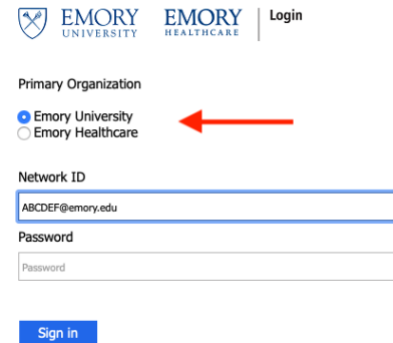 EMORY UNIVERSITY EMORY HEALTHCARE Login
Primary Organization
Emory University
Emory Healthcare
Network ID
ABCDEF@emory.edu
Password
Password
Sign in